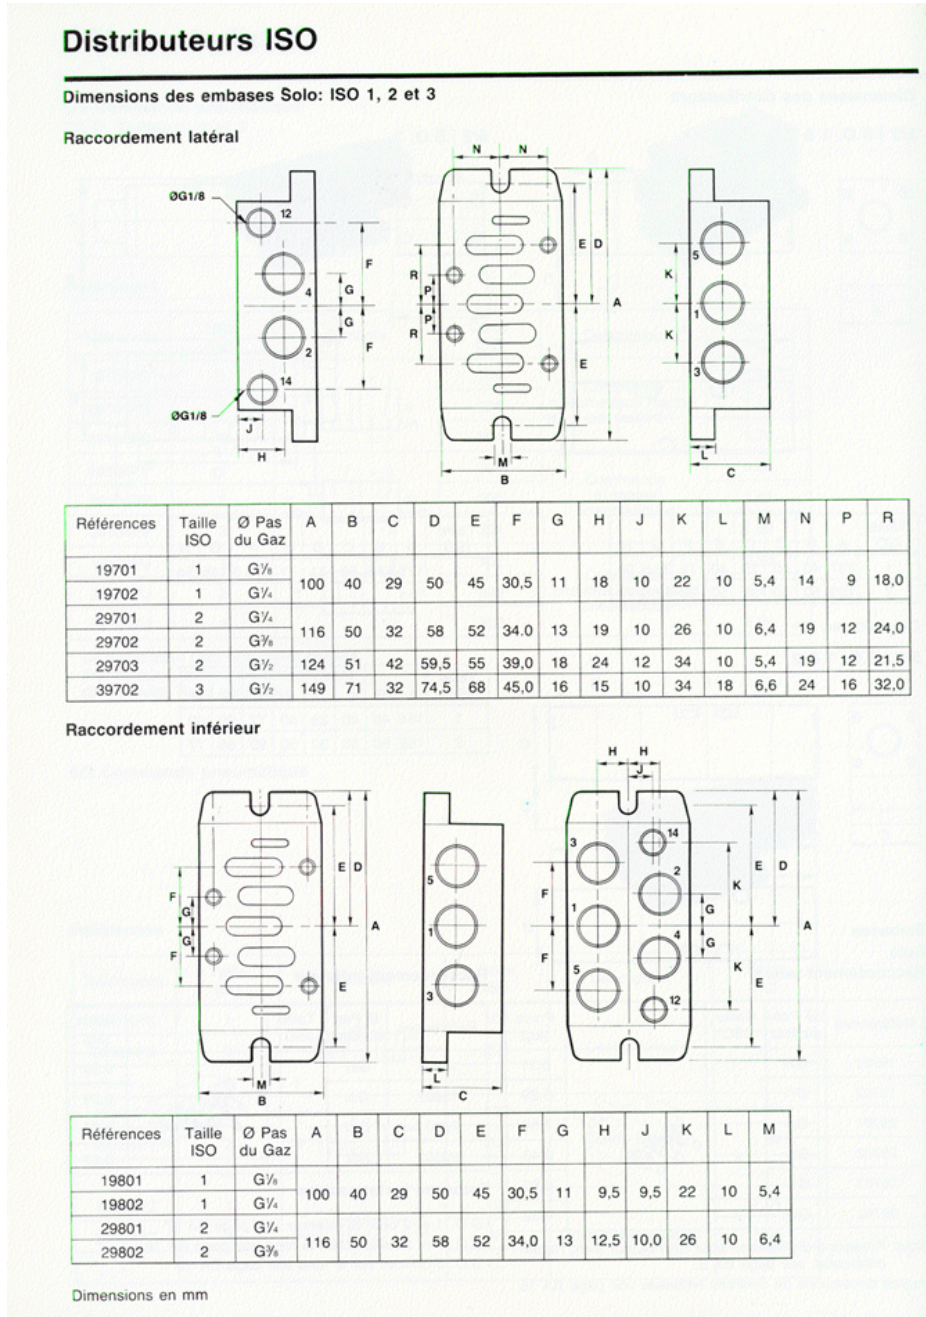 Distributeurs ISO
Dimensions des embases Solo: ISO 1, 2 et 3
Raccordement latéral
N N
ØG1/8 12
5
E D
F
K
R
G
4
P
A
1
G
P
2
R
F
K
E
3
14
ØG1/8
J
H
M
L
C
B
Références Taille ISO Ø Pas du Gaz A B C D E F G H J K L M N P R
19701 1 G1/8 100 40 29 50 45 30,5 11 18 10 22 10 5,4 14 9 18,0
19702 1 G1/4
29701 2 G1/4 116 50 32 58 52 34.0 13 19 10 26 10 6,4 19 12 24,0
29702 2 G3/8
29703 2 G1/2 124 51 42 59,5 55 39,0 18 24 12 34 10 5,4 19 12 21,5
39702 3 G1/2 149 71 32 74,5 68 45,0 16 15 10 34 18 6,6 24 16 32,0
Raccordement inférieur
H H
J
3 14
E D
5
2
E D
F
K
F
G
1
G
A
1
A
G
4
G
F
5
F
K
E
3
12
E
M
L
B
C
Références Taille ISO Ø Pas du Gaz A B C D E F G H J K L M
19801 1 G1/8 100 40 29 50 45 30,5 11 9,5 9,5 22 10 5,4
19802 1 G1/4
29801 2 G1/4 116 50 32 58 52 34,0 13 12,5 10,0 26 10 6,4
29802 2 G3/8
Dimensions en mm